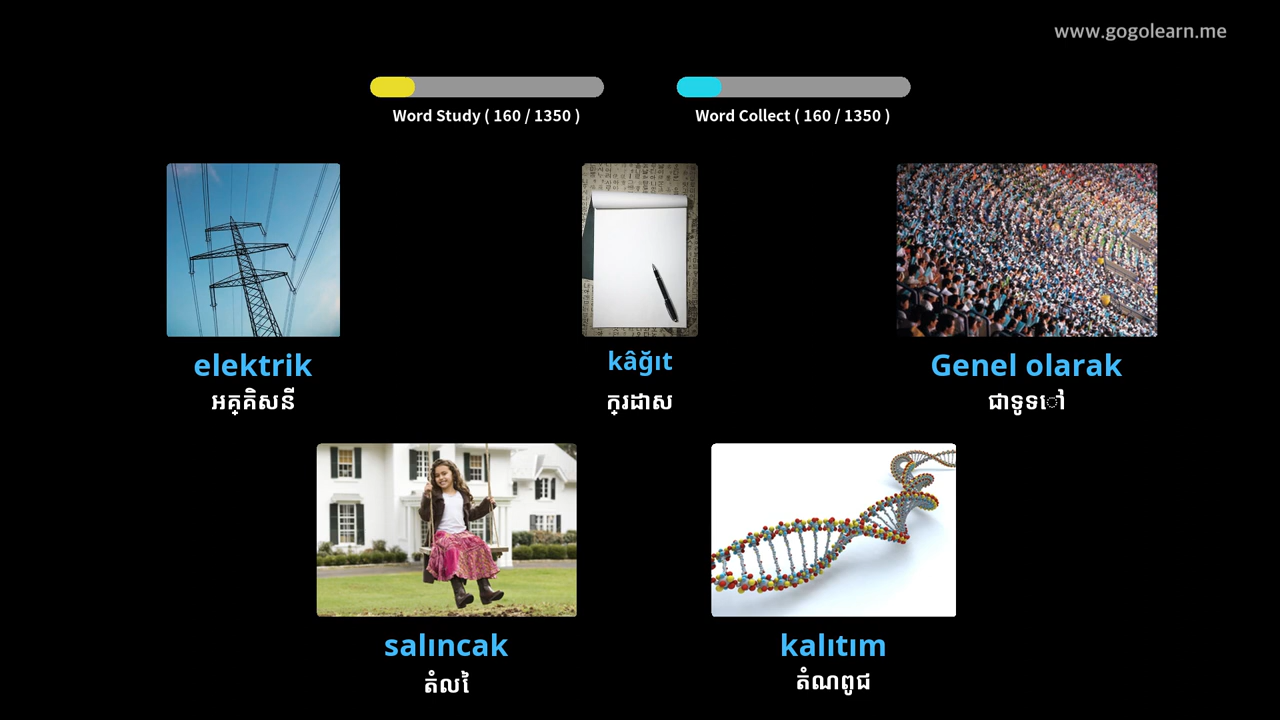 www.gogolearn.me
Word Study ( 160 / 1350 )
Word Collect ( 160 / 1350 )
elektrik
អគ្គិសនី
kâğıt
ក្រដាស
Genel olarak
ជាទូទៅ
salıncak
តំលៃ
kalıtım
តំណពូជ